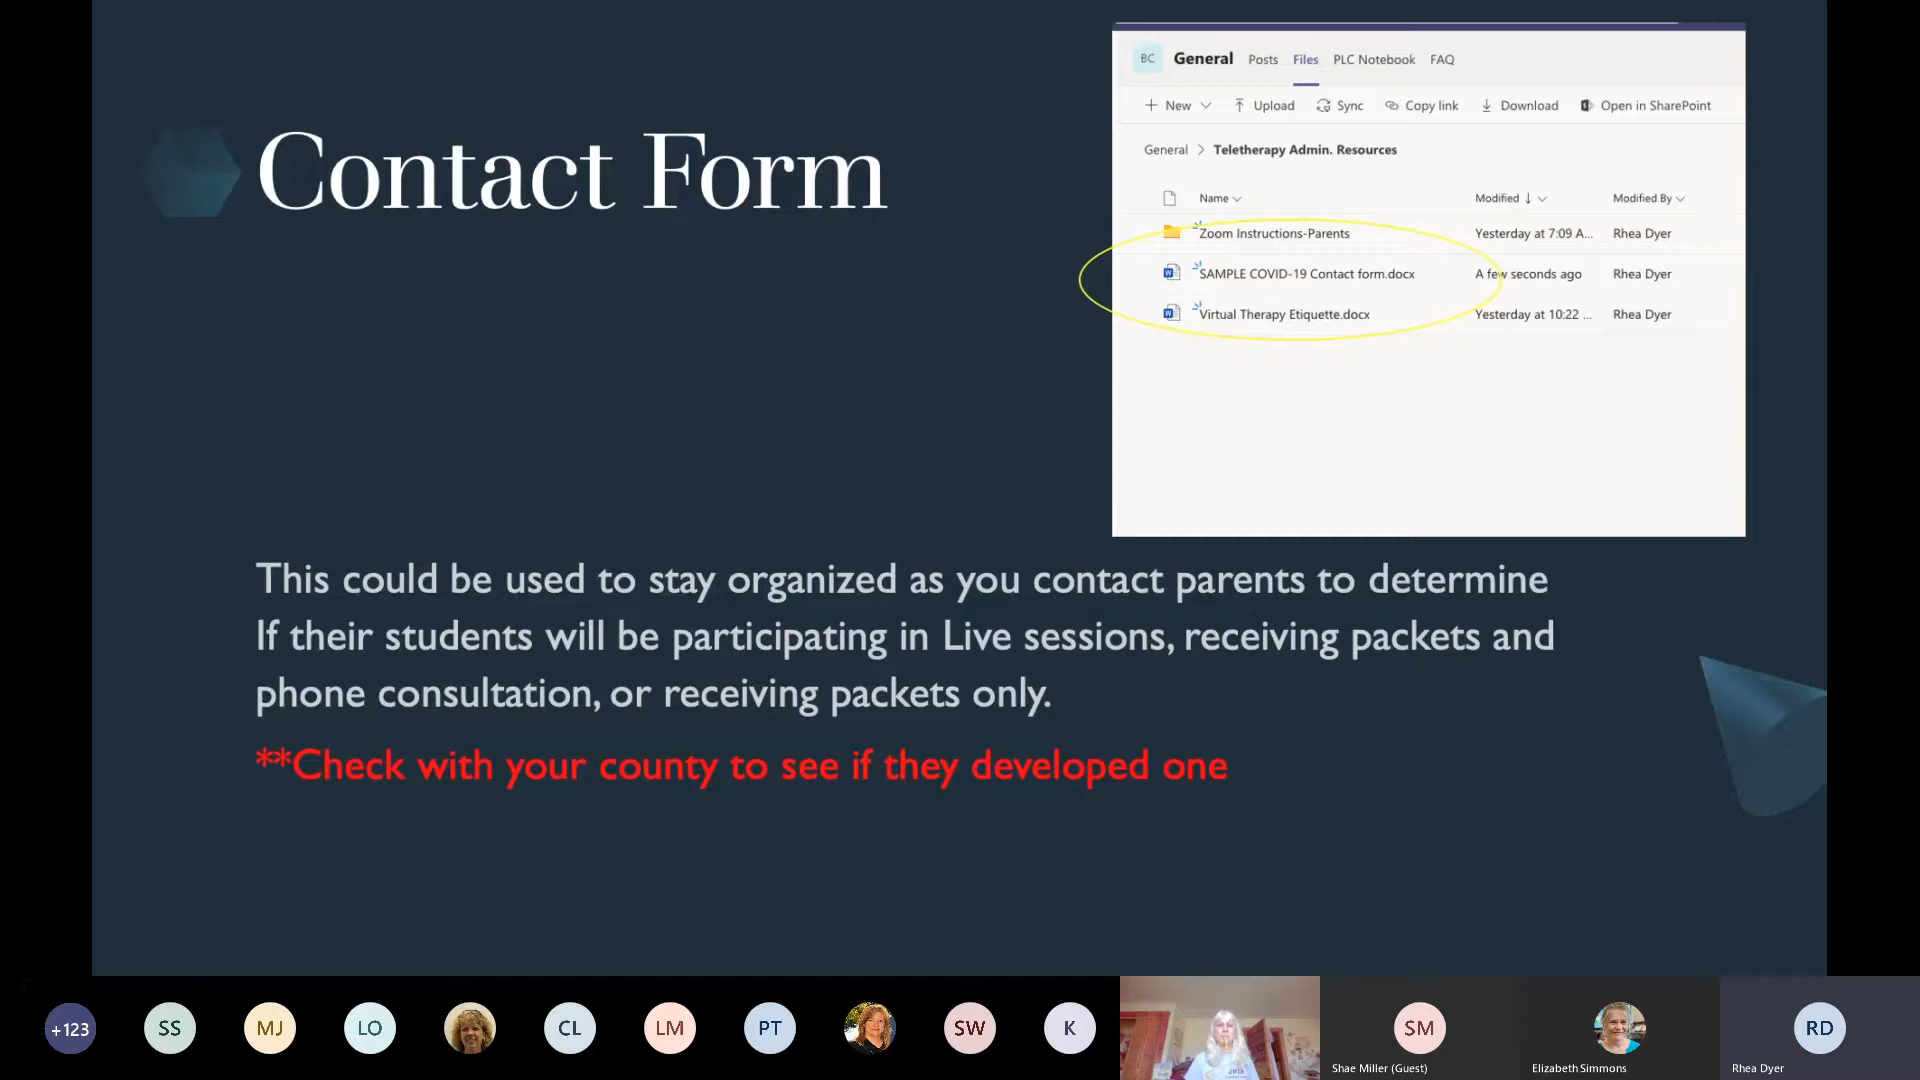 Contact Form
BC General Posts Files PLC Notebook FAQ
New Upload Sync Copy link Download Open in SharePoint
General > Teletherapy Admin. Resources
Name Modified Modified By
Zoom Instructions-Parents Yesterday at 7:09 A... Rhea Dyer
SAMPLE COVID-19 Contact form.docx A few seconds ago Rhea Dyer
Virtual Therapy Etiquette.docx Yesterday at 10:22 ... Rhea Dyer
This could be used to stay organized as you contact parents to determine
If their students will be participating in Live sessions, receiving packets and
phone consultation, or receiving packets only.
**Check with your county to see if they developed one
+123 SS MJ LO CL LM PT SW K SM RD
Shae Miller (Guest) Elizabeth Simmons Rhea Dyer